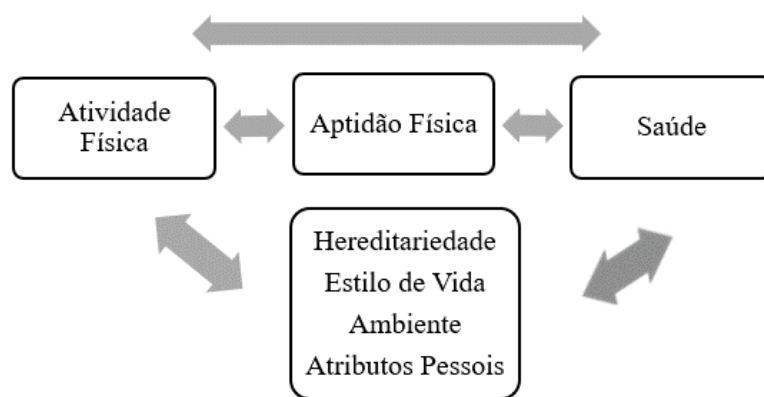 Atividade
Física
Aptidão Física
Saúde
Hereditariedade
Estilo de Vida
Ambiente
Atributos Pessois